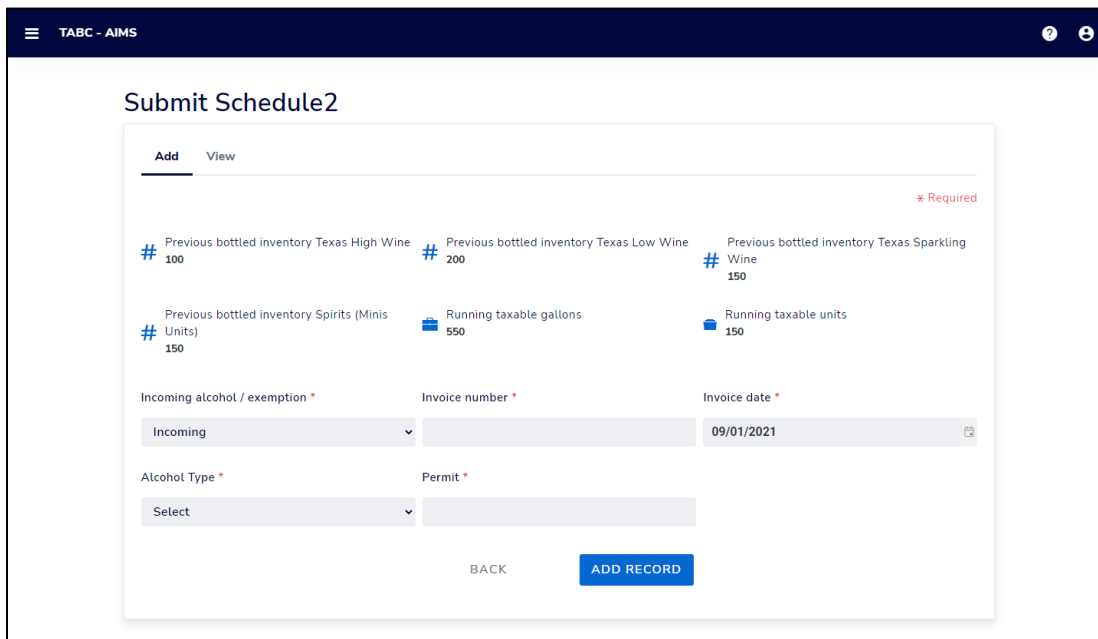 TABC - AIMS
Submit Schedule2
Add View
* Required
# Previous bottled inventory Texas High Wine
100
# Previous bottled inventory Texas Low Wine
200
# Previous bottled inventory Texas Sparkling
Wine
150
# Previous bottled inventory Spirits (Minis
Units)
150
Running taxable gallons
550
Running taxable units
150
Incoming alcohol / exemption *
Invoice number *
Invoice date *
Incoming
09/01/2021
Alcohol Type *
Permit *
Select
BACK
ADD RECORD